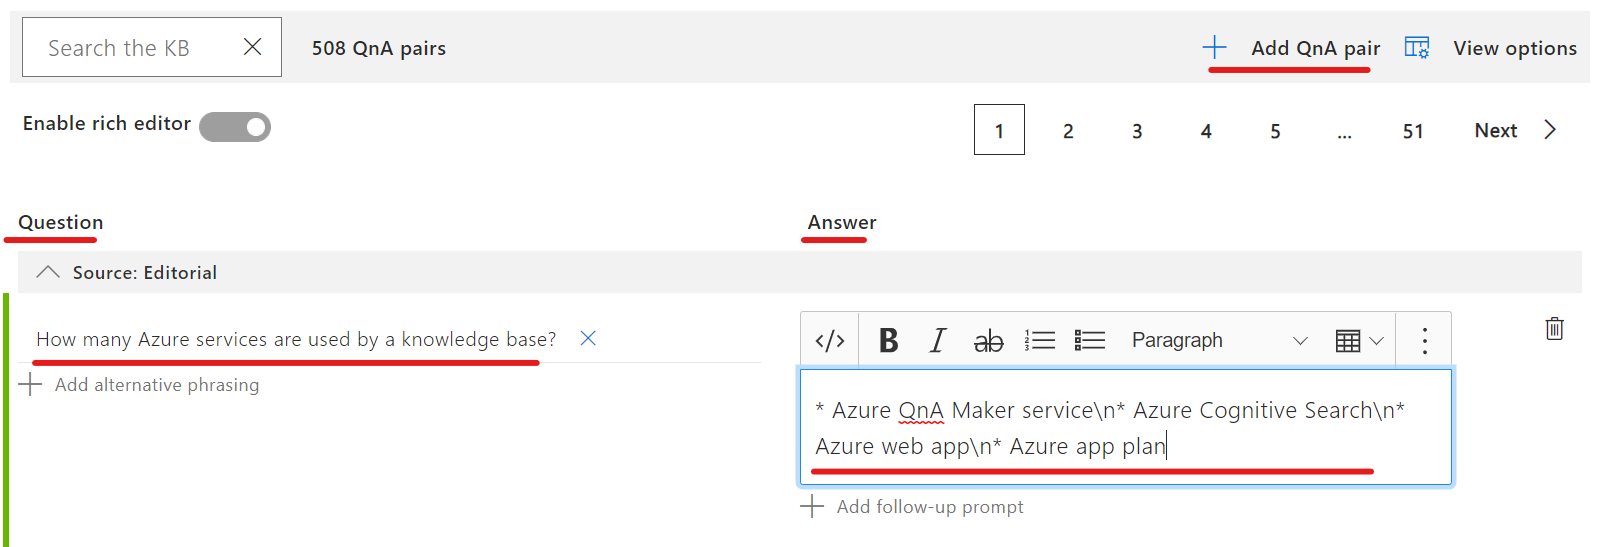 Search the KB
508 QnA pairs
Add QnA pair
View options
Enable rich editor
1 2 3 4 5 ... 51 Next
Question
Answer
Source: Editorial
How many Azure services are used by a knowledge base?
Add alternative phrasing
B I ab Paragraph
* Azure QnA Maker service\n* Azure Cognitive Search\n*
Azure web app\n* Azure app plan
Add follow-up prompt